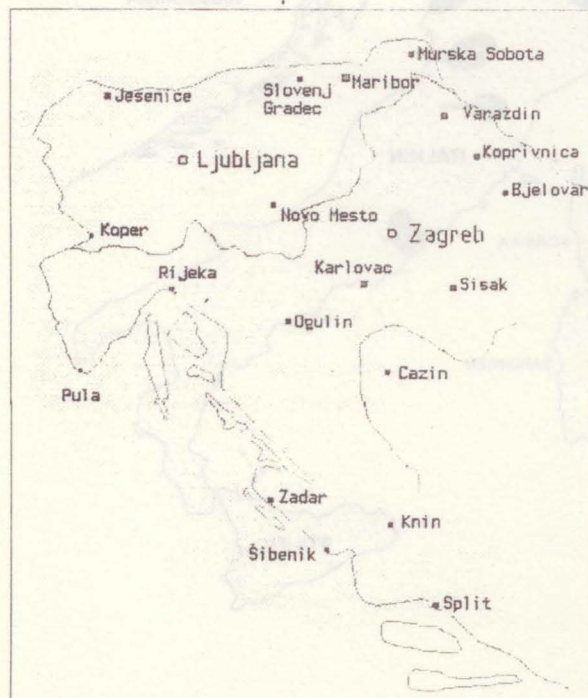 Murska Sobota
Slovenj
Gradec
Maribor
Jesenice
Varazdin
Ljubljana
Koprivnica
Bjelovar
Novo Mesto
Koper
Zagreb
Rijeka
Karlovac
Sisak
Ogulin
Cazin
Pula
Zadar
Knin
Šibenik
Split